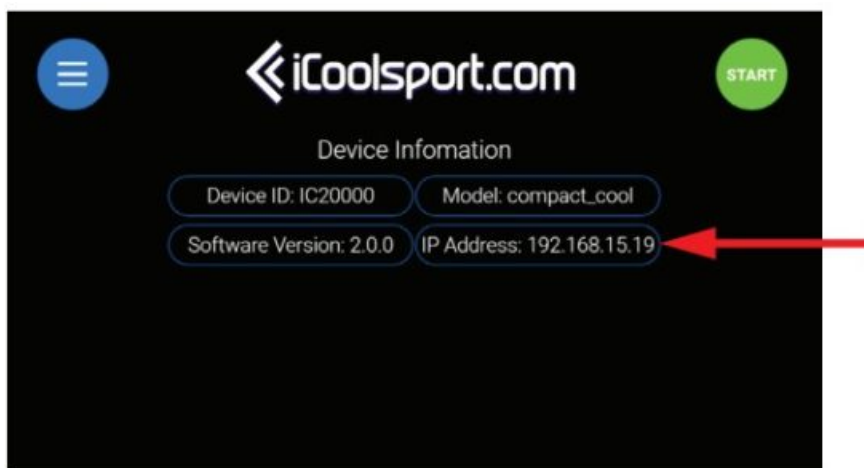 iCoolsport.com
START
Device Infomation
Device ID: IC20000
Model: compact_cool
Software Version: 2.0.0
IP Address: 192.168.15.19